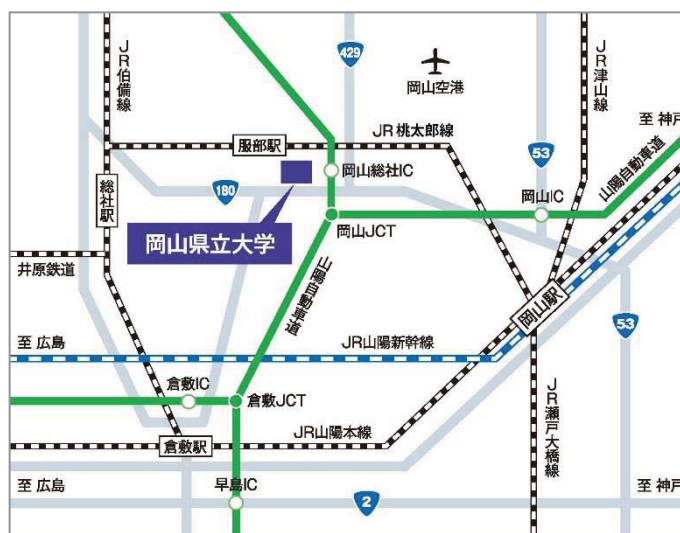 JR伯備線
429
岡山空港
JR津山線
至 神戸
服部駅
JR桃太郎線
53
総社駅
180
岡山総社IC
岡山IC
山陽自動車道
岡山県立大学
岡山JCT
井原鉄道
山陽自動車道
岡山駅
至 広島
JR山陽新幹線
53
倉敷IC
倉敷JCT
JR瀬戸大橋線
倉敷駅
JR山陽本線
至 広島
早島IC
2
至 神戸